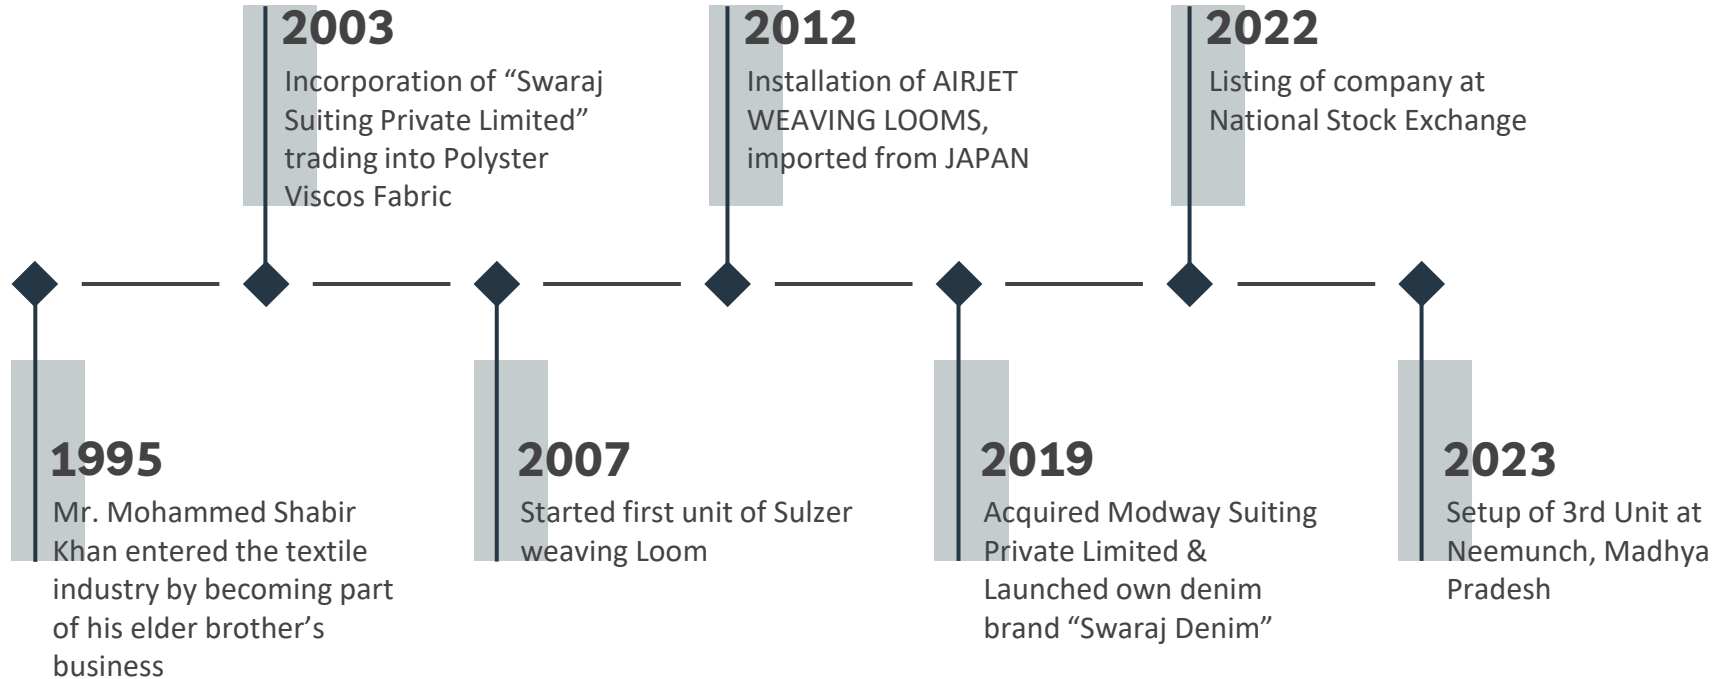 2003
Incorporation of “Swaraj
Suiting Private Limited”
trading into Polyster
Viscos Fabric
2012
Installation of AIRJET
WEAVING LOOMS,
imported from JAPAN
2022
Listing of company at
National Stock Exchange
1995
Mr. Mohammed Shabir
Khan entered the textile
industry by becoming part
of his elder brother’s
business
2007
Started first unit of Sulzer
weaving Loom
2019
Acquired Modway Suiting
Private Limited &
Launched own denim
brand “Swaraj Denim”
2023
Setup of 3rd Unit at
Neemunch, Madhya
Pradesh